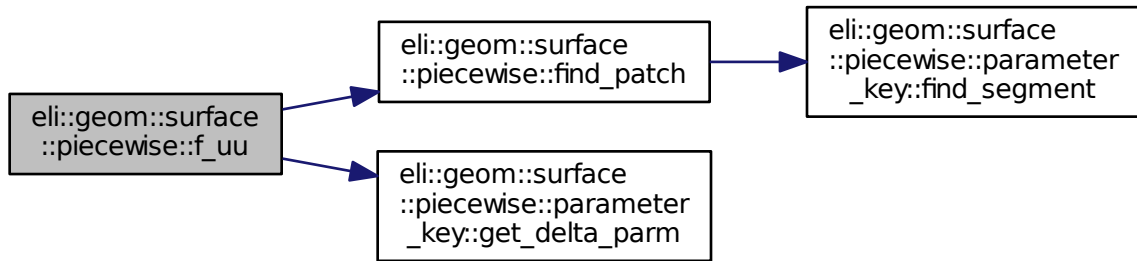 eli::geom::surface
::piecewise::f_uu
eli::geom::surface
::piecewise::find_patch
eli::geom::surface
::piecewise::parameter
_key::get_delta_parm
eli::geom::surface
::piecewise::parameter
_key::find_segment